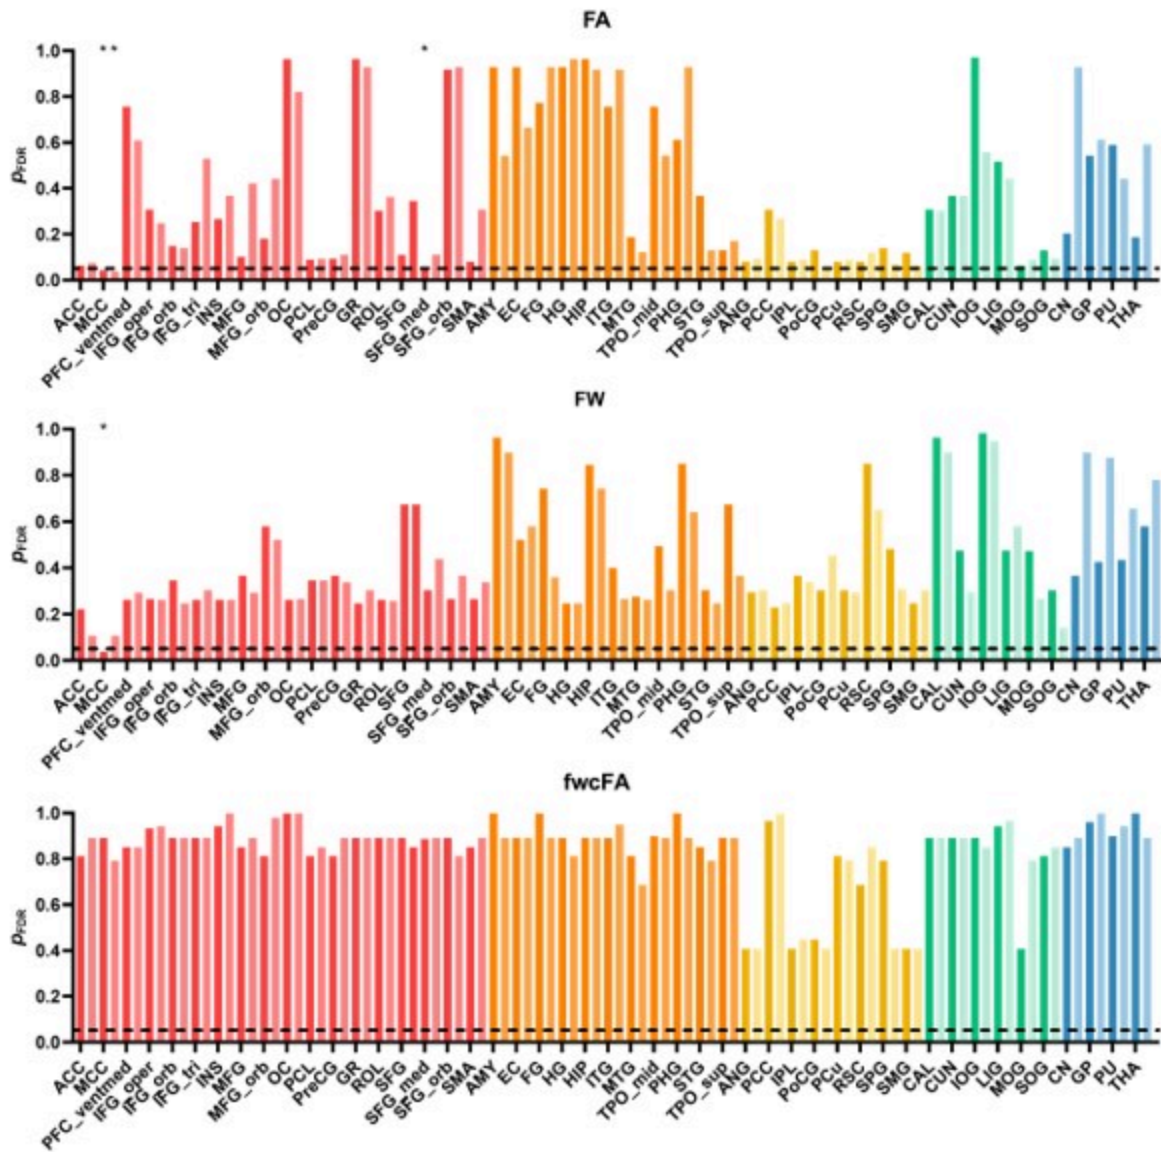 FA
* * *
1.0
0.8
0.6
0.4
0.2
0.0
pFDR
ACC MCC PFC_ventmed IFG_oper IFG_orb IFG_tri INS MFG MFG_orb OC PCL PreCG GR ROL SFG SFG_med SFG_orb SMA AMY EC FG HG HIP ITG MTG TPO_mid PHG STG TPO_sup ANG PCC IPL PoCG PCu RSC SPG SMG CAL CUN IOG LIG MOG SOG CN GP PU THA
FW
*
1.0
0.8
0.6
0.4
0.2
0.0
pFDR
ACC MCC PFC_ventmed IFG_oper IFG_orb IFG_tri INS MFG MFG_orb OC PCL PreCG GR ROL SFG SFG_med SFG_orb SMA AMY EC FG HG HIP ITG MTG TPO_mid PHG STG TPO_sup ANG PCC IPL PoCG PCu RSC SPG SMG CAL CUN IOG LIG MOG SOG CN GP PU THA
fwcFA
1.0
0.8
0.6
0.4
0.2
0.0
pFDR
ACC MCC PFC_ventmed IFG_oper IFG_orb IFG_tri INS MFG MFG_orb OC PCL PreCG GR ROL SFG SFG_med SFG_orb SMA AMY EC FG HG HIP ITG MTG TPO_mid PHG STG TPO_sup ANG PCC IPL PoCG PCu RSC SPG SMG CAL CUN IOG LIG MOG SOG CN GP PU THA